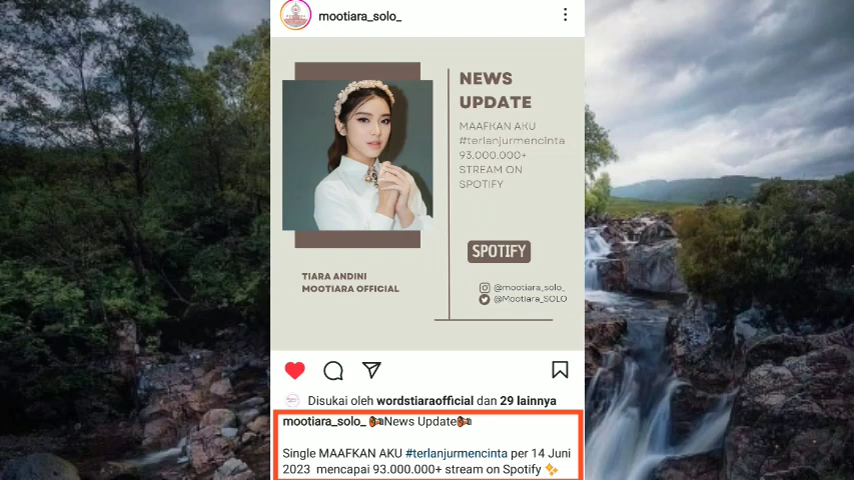 mootiara_solo_
NEWS
UPDATE
MAAFKAN AKU
#terlanjurmencinta
93.000.000+
STREAM ON
SPOTIFY
SPOTIFY
TIARA ANDINI
MOOTIARA OFFICIAL
@mootiara_solo_
@Mootiara_SOLO
Disukai oleh wordstiaraofficial dan 29 lainnya
mootiara_solo_ News Update
Single MAAFKAN AKU #terlanjurmencinta per 14 Juni
2023 mencapai 93.000.000+ stream on Spotify ✨